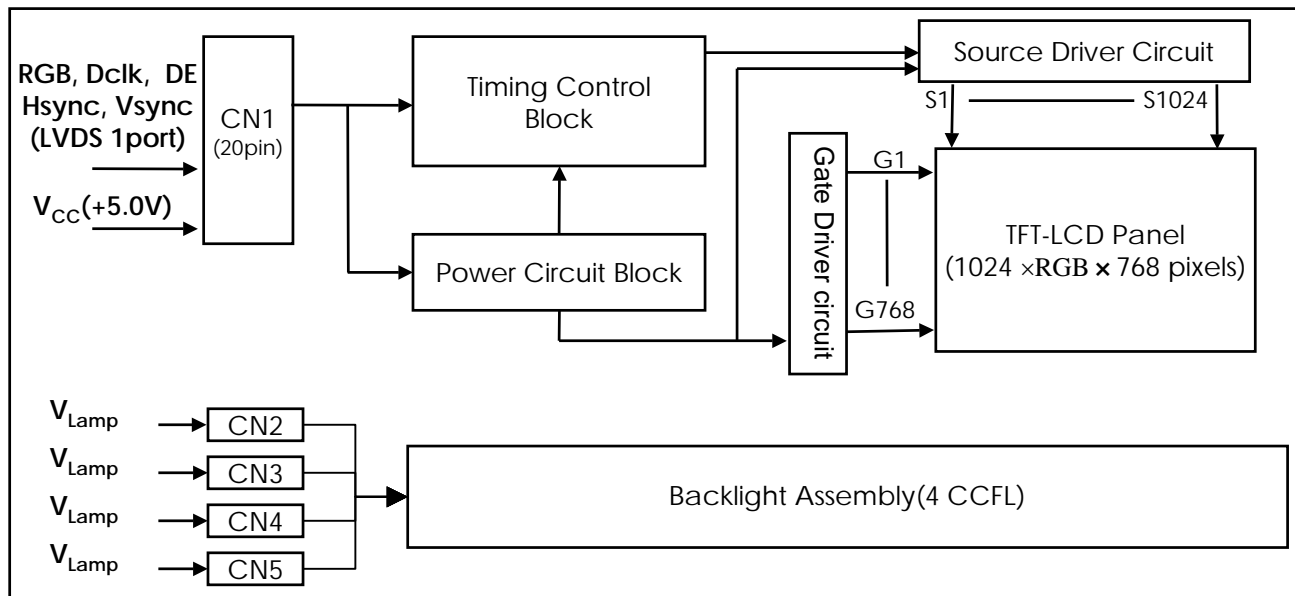 RGB, Dclk, DE
Hsync, Vsync
(LVDS 1port)
VCC(+5.0V)
CN1
(20pin)
Timing Control
Block
Power Circuit Block
Source Driver Circuit
S1
S1024
Gate Driver circuit
G1
G768
TFT-LCD Panel
(1024 ×RGB × 768 pixels)
VLamp
CN2
VLamp
CN3
VLamp
CN4
VLamp
CN5
Backlight Assembly(4 CCFL)